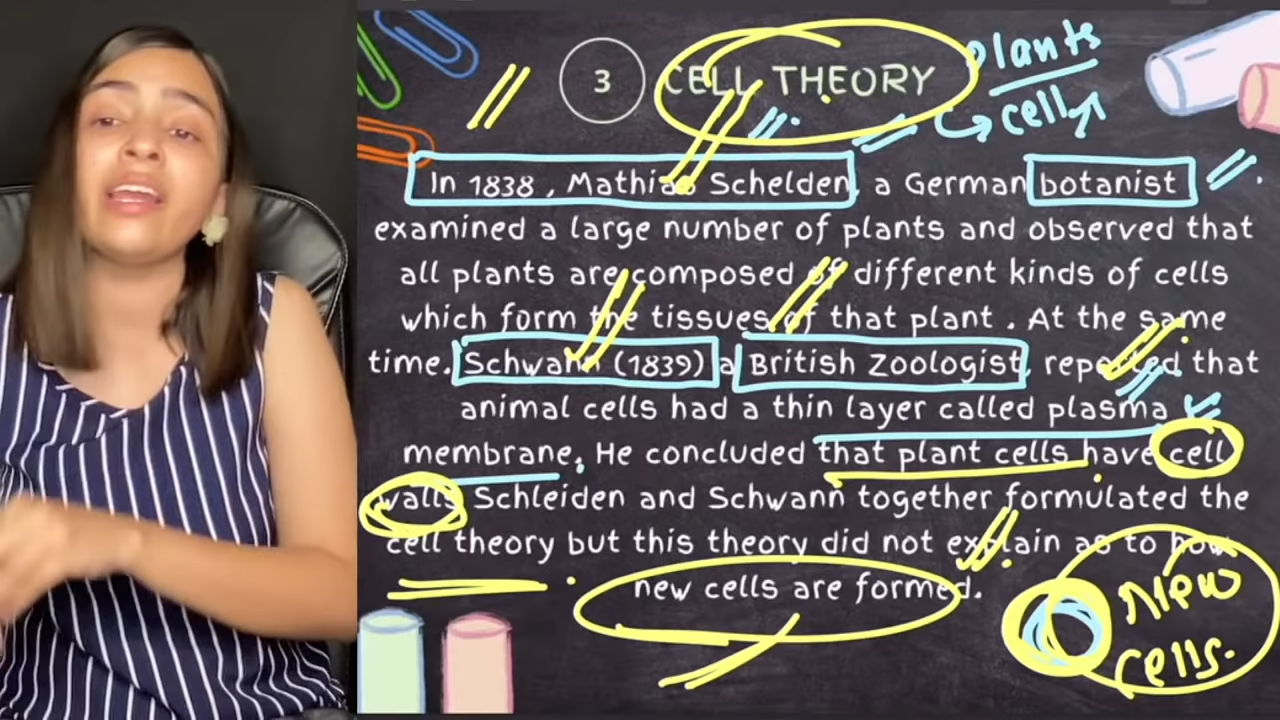 3 CELL THEORY
plants
cells
In 1838 , Mathias Schelden, a German botanist
examined a large number of plants and observed that
all plants are composed of different kinds of cells
which form the tissues of that plant . At the same
time. Schwann (1839) a British Zoologist, reported that
animal cells had a thin layer called plasma
membrane. He concluded that plant cells have cell
walls Schleiden and Schwann together formulated the
cell theory but this theory did not explain as to how
new cells are formed.
New
cells.